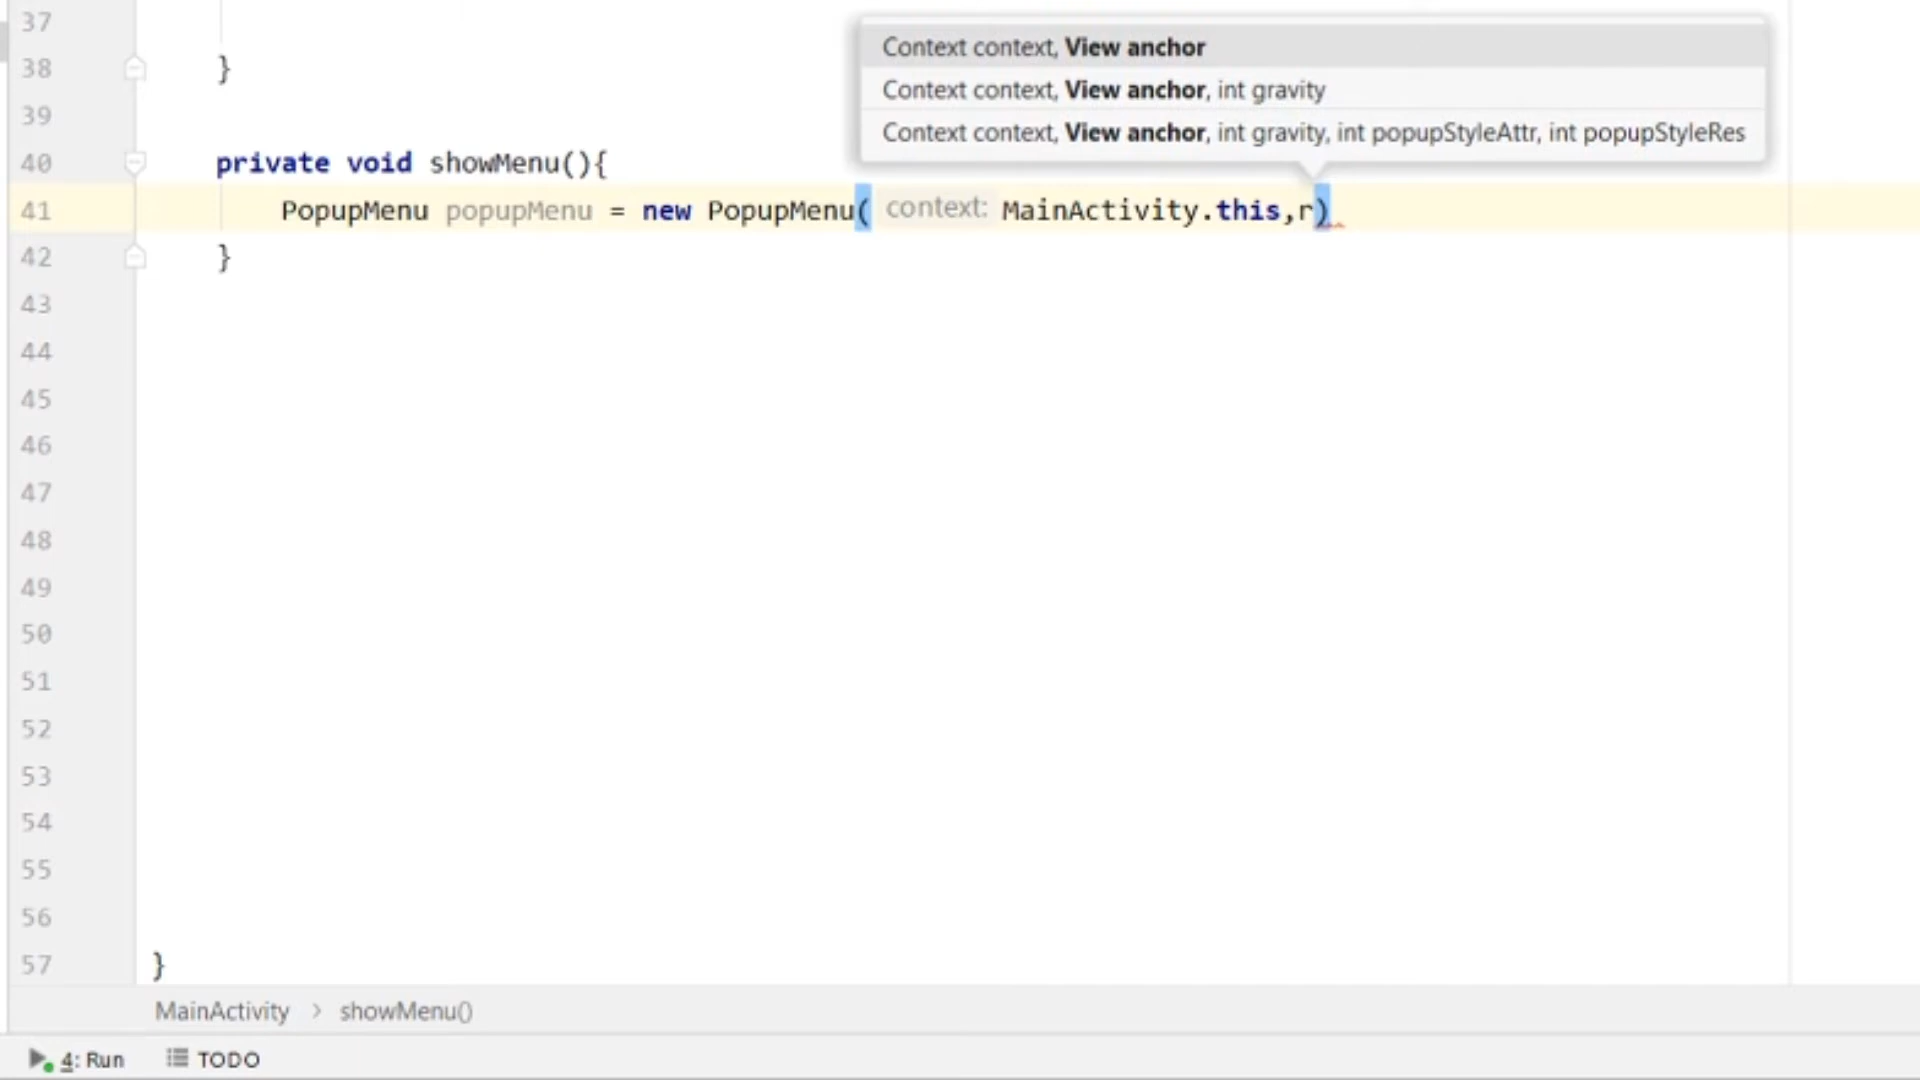 37
Context context, View anchor
38 }
Context context, View anchor, int gravity
39
Context context, View anchor, int gravity, int popupStyleAttr, int popupStyleRes
40 private void showMenu(){
41 PopupMenu popupMenu = new PopupMenu( context: MainActivity.this,r)
42 }
43
44
45
46
47
48
49
50
51
52
53
54
55
56
57 }
MainActivity > showMenu()
4: Run TODO